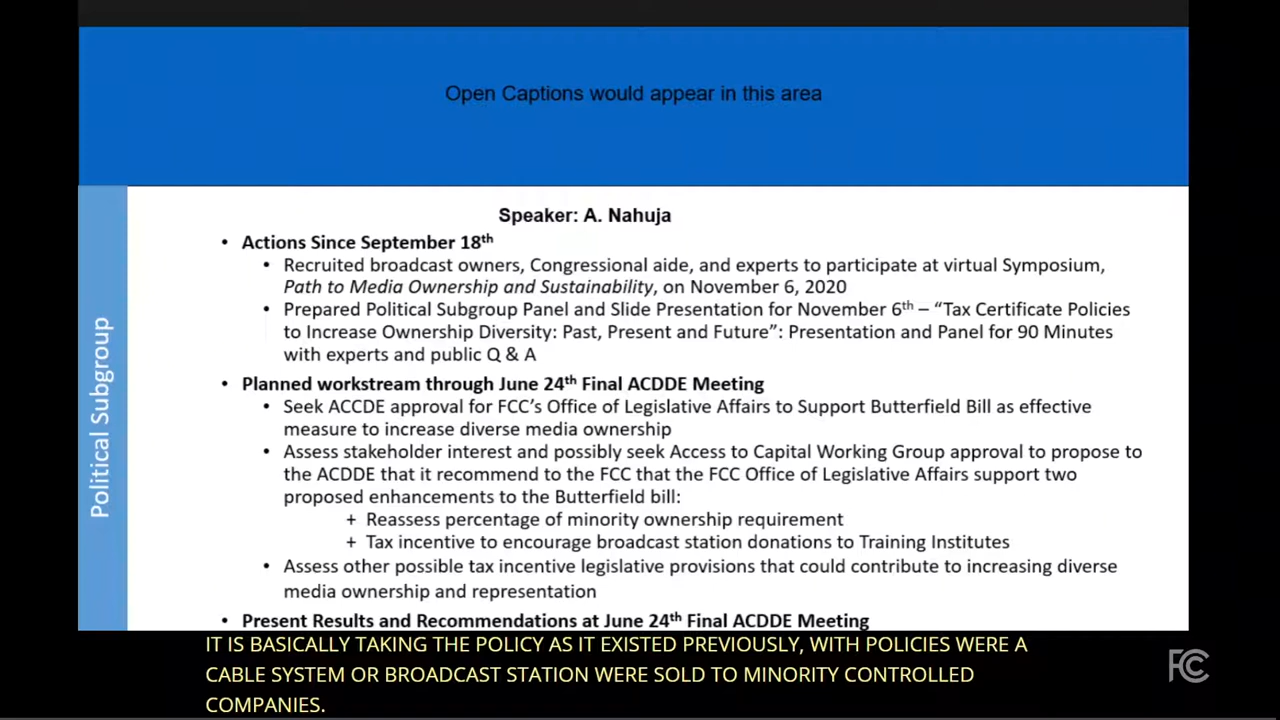 Open Captions would appear in this area
Speaker: A. Nahuja
Political Subgroup
• Actions Since September 18th
• Recruited broadcast owners, Congressional aide, and experts to participate at virtual Symposium,
Path to Media Ownership and Sustainability, on November 6, 2020
• Prepared Political Subgroup Panel and Slide Presentation for November 6th – “Tax Certificate Policies
to Increase Ownership Diversity: Past, Present and Future”: Presentation and Panel for 90 Minutes
with experts and public Q & A
• Planned workstream through June 24th Final ACDDE Meeting
• Seek ACCDE approval for FCC’s Office of Legislative Affairs to Support Butterfield Bill as effective
measure to increase diverse media ownership
• Assess stakeholder interest and possibly seek Access to Capital Working Group approval to propose to
the ACDDE that it recommend to the FCC that the FCC Office of Legislative Affairs support two
proposed enhancements to the Butterfield bill:
+ Reassess percentage of minority ownership requirement
+ Tax incentive to encourage broadcast station donations to Training Institutes
• Assess other possible tax incentive legislative provisions that could contribute to increasing diverse
media ownership and representation
• Present Results and Recommendations at June 24th Final ACDDE Meeting
IT IS BASICALLY TAKING THE POLICY AS IT EXISTED PREVIOUSLY, WITH POLICIES WERE A
CABLE SYSTEM OR BROADCAST STATION WERE SOLD TO MINORITY CONTROLLED
COMPANIES.
FCC